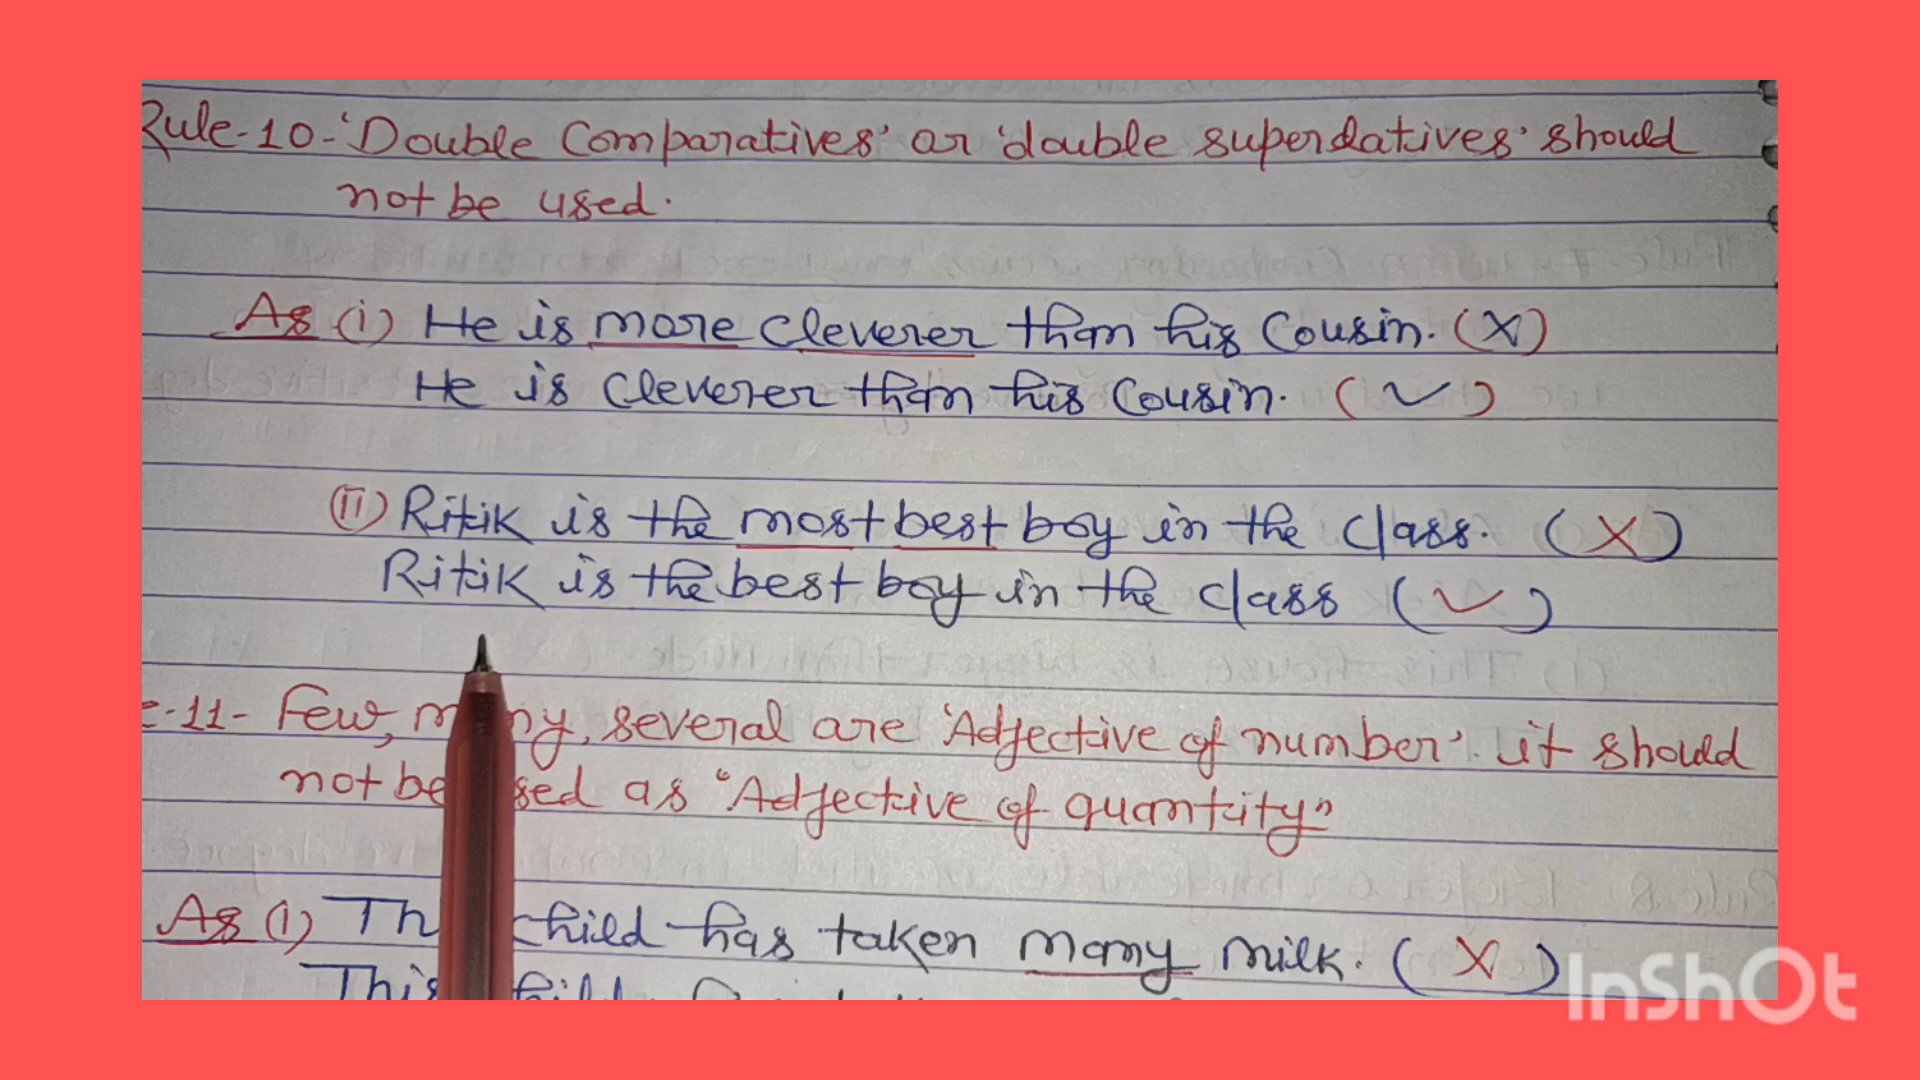 Rule-10-'Double Comparatives' or 'double superlatives' should
not be used.
As (i) He is more cleverer than his Cousin. (X)
He is cleverer than his Cousin. (✓)
(ii) Ritik is the most best boy in the class. (X)
Ritik is the best boy in the class (✓)
e-11- Few, many, several are 'Adjective of number'. it should
not be used as "Adjective of quantity"
As (i) Th child has taken many milk. (X)
This
InShOt